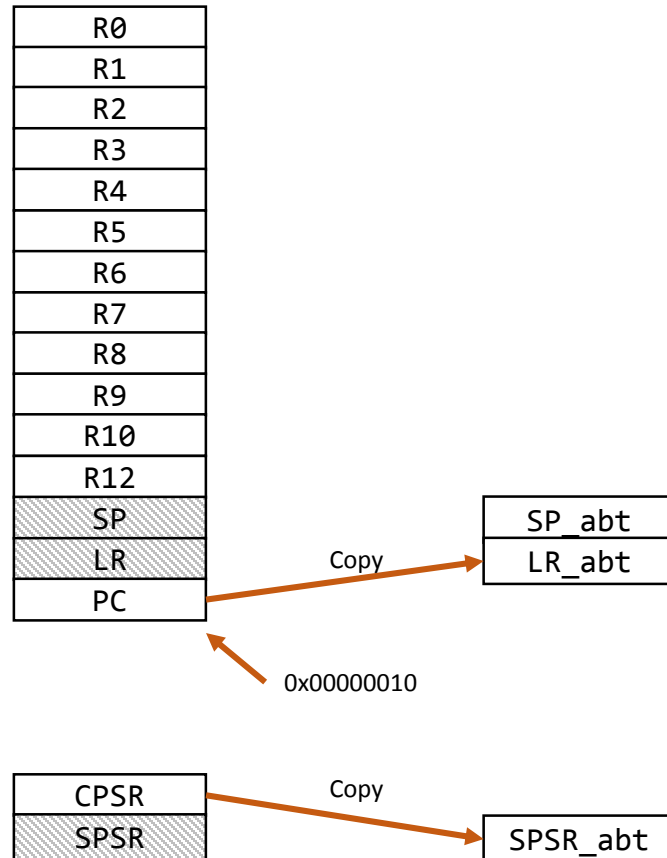 R0
R1
R2
R3
R4
R5
R6
R7
R8
R9
R10
R12
SP
SP_abt
LR
Copy
LR_abt
PC
0x00000010
CPSR
Copy
SPSR
SPSR_abt